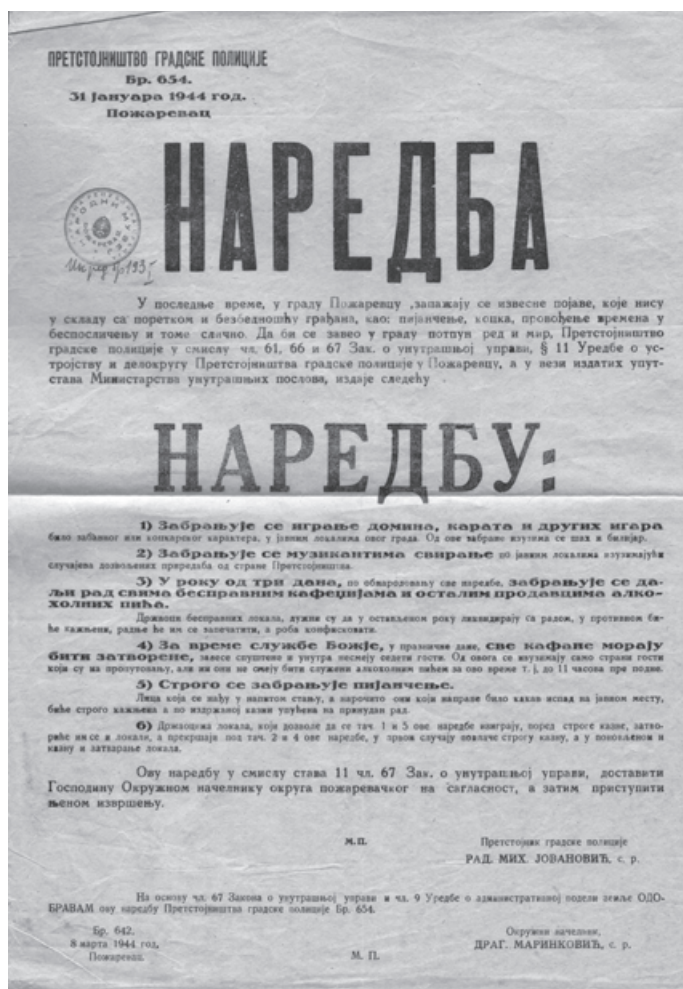 ПРЕТСТОЈНИШТВО ГРАДСКЕ ПОЛИЦИЈЕ
Бр. 654.
31 Јануара 1944 год.
Пожаревац
НАРЕДБА
У последње време, у граду Пожаревцу ,запажају се извесне појаве, које нису
у складу са поретком и безбедношћу грађана, као: пијанчење, коцка, провођење времена у
беспосличењу и томе слично. Да би се завео у граду потпун ред и мир, Претстојништво
градске полиције у смислу чл. 61, 66 и 67 Зак. о унутрашњој управи, § 11 Уредбе о ус-
тројству и делокругу Претстојништва градске полиције у Пожаревцу, а у вези издатих упут-
става Министарства унутрашњих послова, издаје следећу
НАРЕДБУ:
1) Забрањује се играње домина, карата и других игара
било забавног или коцкарског карактера, у јавним локалима овог града. Од ове забране изузима се шах и билијар.
2) Забрањује се музикантима свирање по јавним локалима изузимајући
случајева дозвољених приредаба од стране Претстојништва.
3) У року од три дана, по обнародовању ове наредбе, забрањује се да-
љи рад свима бесправним кафеџијама и осталим продавцима алко-
холних пића.
Држаоци бесправних локала, дужни су да у остављеном року ликвидирају са радом, у противном би-
ће кажњени, радње ће им се запечатити, а роба конфисковати.
4) За време службе Божје, у празничне дане, све кафане морају
бити затворене, завесе спуштене и унутра несмеју седети гости. Од овога се изузимају само страни гости
који су на пропутовању, али ни они не смеју бити служени алкохолним пићем за ово време т. ј. до 11 часова пре подне.
5) Строго се забрањује пијанчење.
Лица која се нађу у напитом стању, а нарочито они који направе било какав испад на јавном месту,
биће строго кажњена а по издржаној казни упућена на принудан рад.
6) Држаоцима локала, који дозволе да се тач. 1 и 5 ове наредбе изиграју, поред строге казне, затво-
риће им се и локали, а прекршаји под тач. 2 и 4 ове наредбе, у првом случају повлаче строгу казну, а у поновљеном и
казну и затварање локала.
Ову наредбу у смислу става 11 чл. 67 Зак. о унутрашњој управи, доставити
Господину Окружном начелнику округа пожаревачког на сагласност, а затим приступити
њеном извршењу.
М.П.
Претстојник градске полиције
РАД. МИХ. ЈОВАНОВИЋ, с. р.
На основу чл. 67 Закона о унутрашњој управи и чл. 9 Уредбе о административној подели земље ОДО-
БРАВАМ ову наредбу Претстојништва градске полиције Бр. 654.
Бр. 642.
8 марта 1944 год.
Пожаревац.
М. П.
Окружни начелник,
ДРАГ. МАРИНКОВИЋ, с. р.